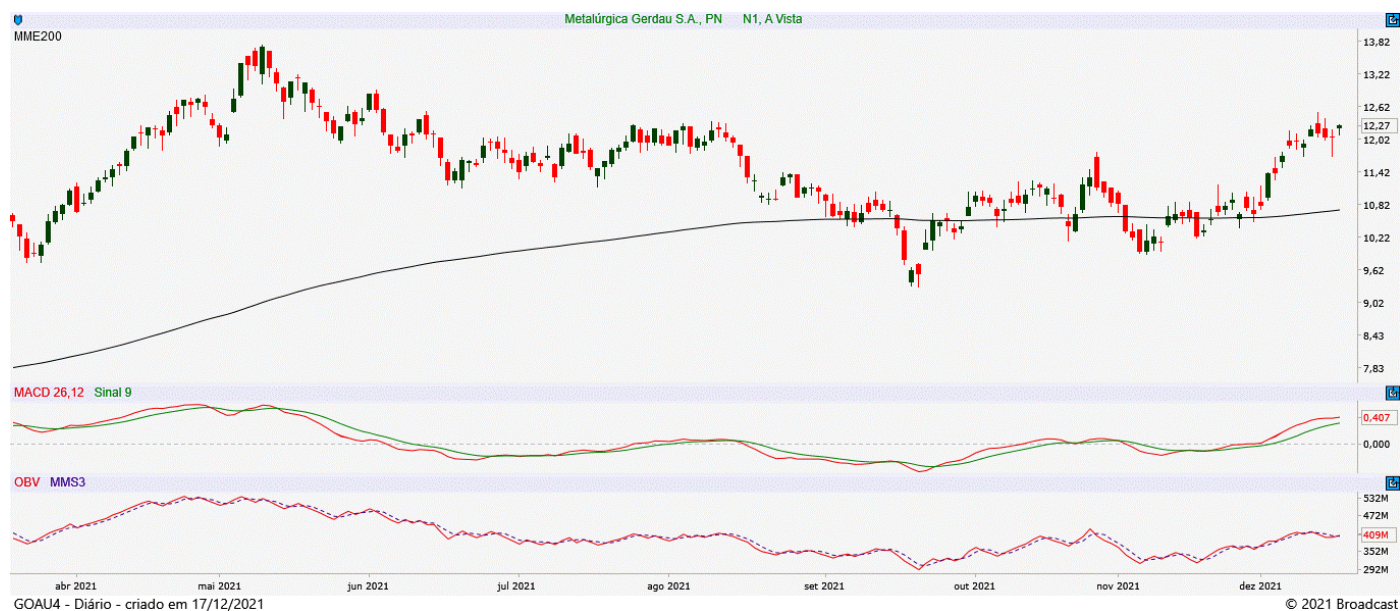 Metalúrgica Gerdau S.A., PN N1, A Vista
MME200
13,82
13,22
12,62
12,27
12,02
11,42
10,82
10,22
9,62
9,02
8,43
7,83
MACD 26,12 Sinal 9
0,407
0,000
OBV MMS3
532M
472M
409M
352M
292M
abr 2021 mai 2021 jun 2021 jul 2021 ago 2021 set 2021 out 2021 nov 2021 dez 2021
GOAU4 - Diário - criado em 17/12/2021 © 2021 Broadcast